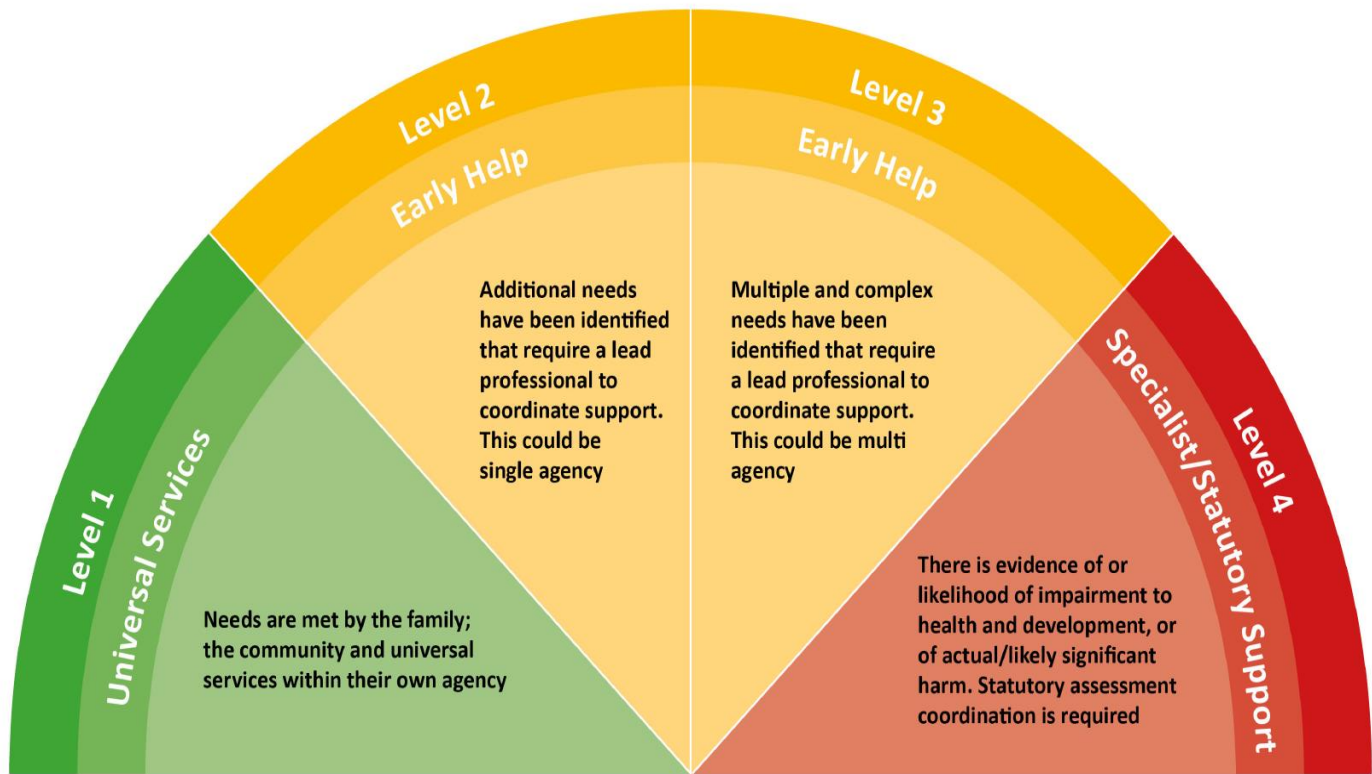 Level 1
Universal Services
Needs are met by the family;
the community and universal
services within their own agency
Level 2
Early Help
Additional needs
have been identified
that require a lead
professional to
coordinate support.
This could be
single agency
Level 3
Early Help
Multiple and complex
needs have been
identified that require
a lead professional to
coordinate support.
This could be multi
agency
Level 4
Specialist/Statutory Support
There is evidence of or
likelihood of impairment to
health and development, or
of actual/likely significant
harm. Statutory assessment
coordination is required